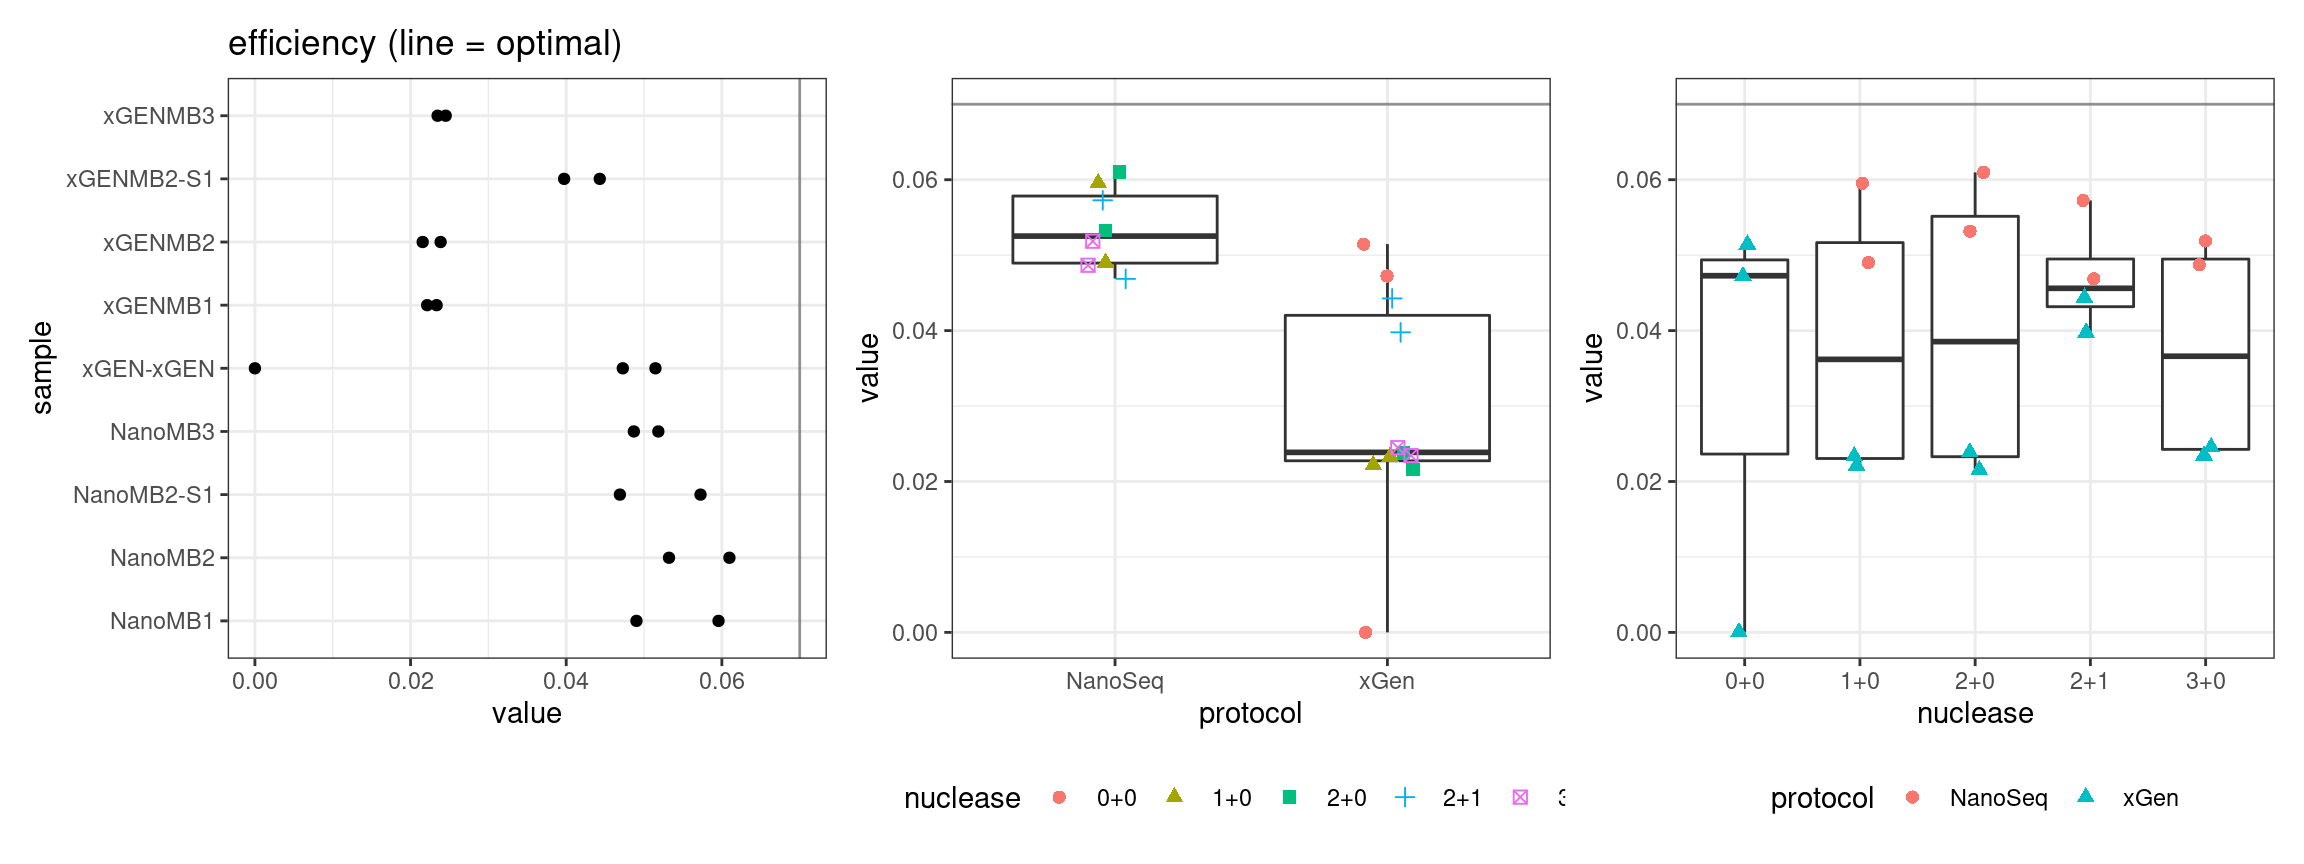 efficiency (line = optimal)
sample
xGENMB3
xGENMB2-S1
xGENMB2
xGENMB1
xGEN-xGEN
NanoMB3
NanoMB2-S1
NanoMB2
NanoMB1
0.00 0.02 0.04 0.06
value
value
0.06
0.04
0.02
0.00
NanoSeq xGen
protocol
nuclease 0+0 1+0 2+0 2+1
value
0.06
0.04
0.02
0.00
0+0 1+0 2+0 2+1 3+0
nuclease
protocol NanoSeq xGen